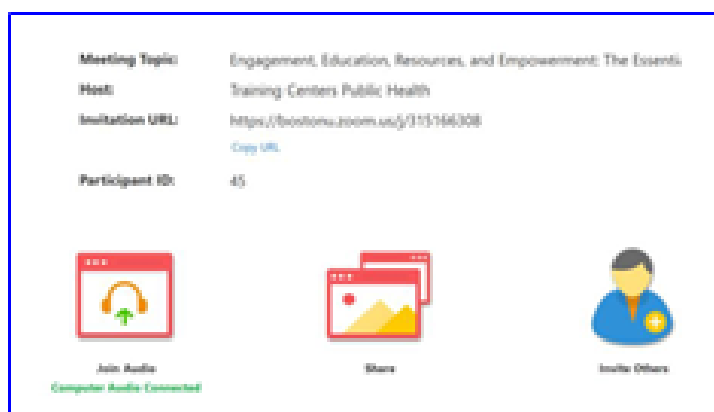 Meeting Topic: Engagement, Education, Resources, and Empowerment: The Essenti
Host: Training Centers Public Health
Invitation URL: https://bostonu.zoom.us/j/315166308
Copy URL
Participant ID: 45
Join Audio Share Invite Others
Computer Audio Connected